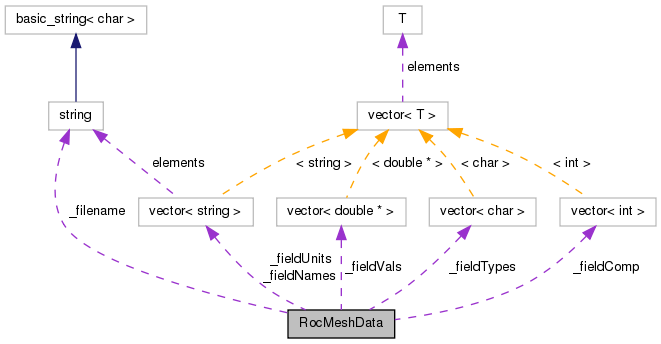 basic_string< char >
T
elements
string
vector< T >
elements
< string >
< double * >
< char >
< int >
_filename
vector< string >
vector< double * >
vector< char >
vector< int >
_fieldUnits
_fieldNames
_fieldVals
_fieldTypes
_fieldComp
RocMeshData